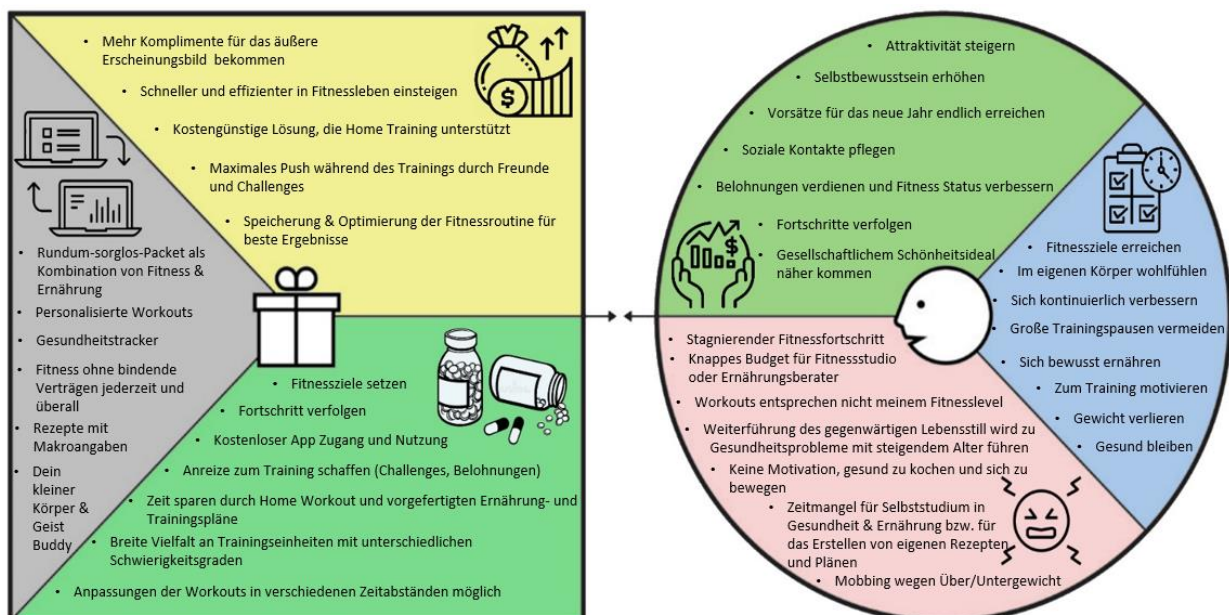 • Mehr Komplimente für das äußere
Erscheinungsbild bekommen
• Schneller und effizienter in Fitnessleben einsteigen
• Kostengünstige Lösung, die Home Training unterstützt
• Maximales Push während des Trainings durch Freunde
und Challenges
• Speicherung & Optimierung der Fitnessroutine für
beste Ergebnisse
$
• Rundum-sorglos-Packet als
Kombination von Fitness &
Ernährung
• Personalisierte Workouts
• Gesundheitstracker
• Fitness ohne bindende
Verträgen jederzeit und
überall
• Rezepte mit
Makroangaben
• Dein
kleiner
Körper &
Geist
Buddy
• Fitnessziele setzen
• Fortschritt verfolgen
• Kostenloser App Zugang und Nutzung
• Anreize zum Training schaffen (Challenges, Belohnungen)
• Zeit sparen durch Home Workout und vorgefertigten Ernährung- und
Trainingspläne
• Breite Vielfalt an Trainingseinheiten mit unterschiedlichen
Schwierigkeitsgraden
• Anpassungen der Workouts in verschiedenen Zeitabständen möglich
• Attraktivität steigern
• Selbstbewusstsein erhöhen
• Vorsätze für das neue Jahr endlich erreichen
• Soziale Kontakte pflegen
• Belohnungen verdienen und Fitness Status verbessern
• Fortschritte verfolgen
• Gesellschaftlichem Schönheitsideal
näher kommen
$
• Fitnessziele erreichen
• Im eigenen Körper wohlfühlen
• Sich kontinuierlich verbessern
• Große Trainingspausen vermeiden
• Sich bewusst ernähren
• Zum Training motivieren
• Gewicht verlieren
• Gesund bleiben
• Stagnierender Fitnessfortschritt
• Knappes Budget für Fitnessstudio
oder Ernährungsberater
• Workouts entsprechen nicht meinem Fitnesslevel
• Weiterführung des gegenwärtigen Lebensstill wird zu
Gesundheitsprobleme mit steigendem Alter führen
• Keine Motivation, gesund zu kochen und sich zu
bewegen
• Zeitmangel für Selbststudium in
Gesundheit & Ernährung bzw. für
das Erstellen von eigenen Rezepten
und Plänen
• Mobbing wegen Über/Untergewicht